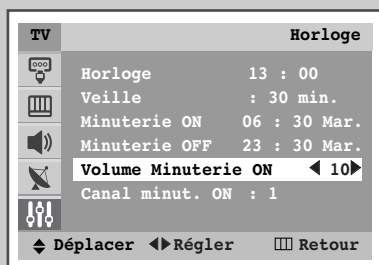 TV Horloge
Horloge 13 : 00
Veille : 30 min.
Minuterie ON 06 : 30 Mar.
Minuterie OFF 23 : 30 Mar.
Volume Minuterie ON ◀ 10▶
Canal minut. ON : 1
Déplacer Régler Retour